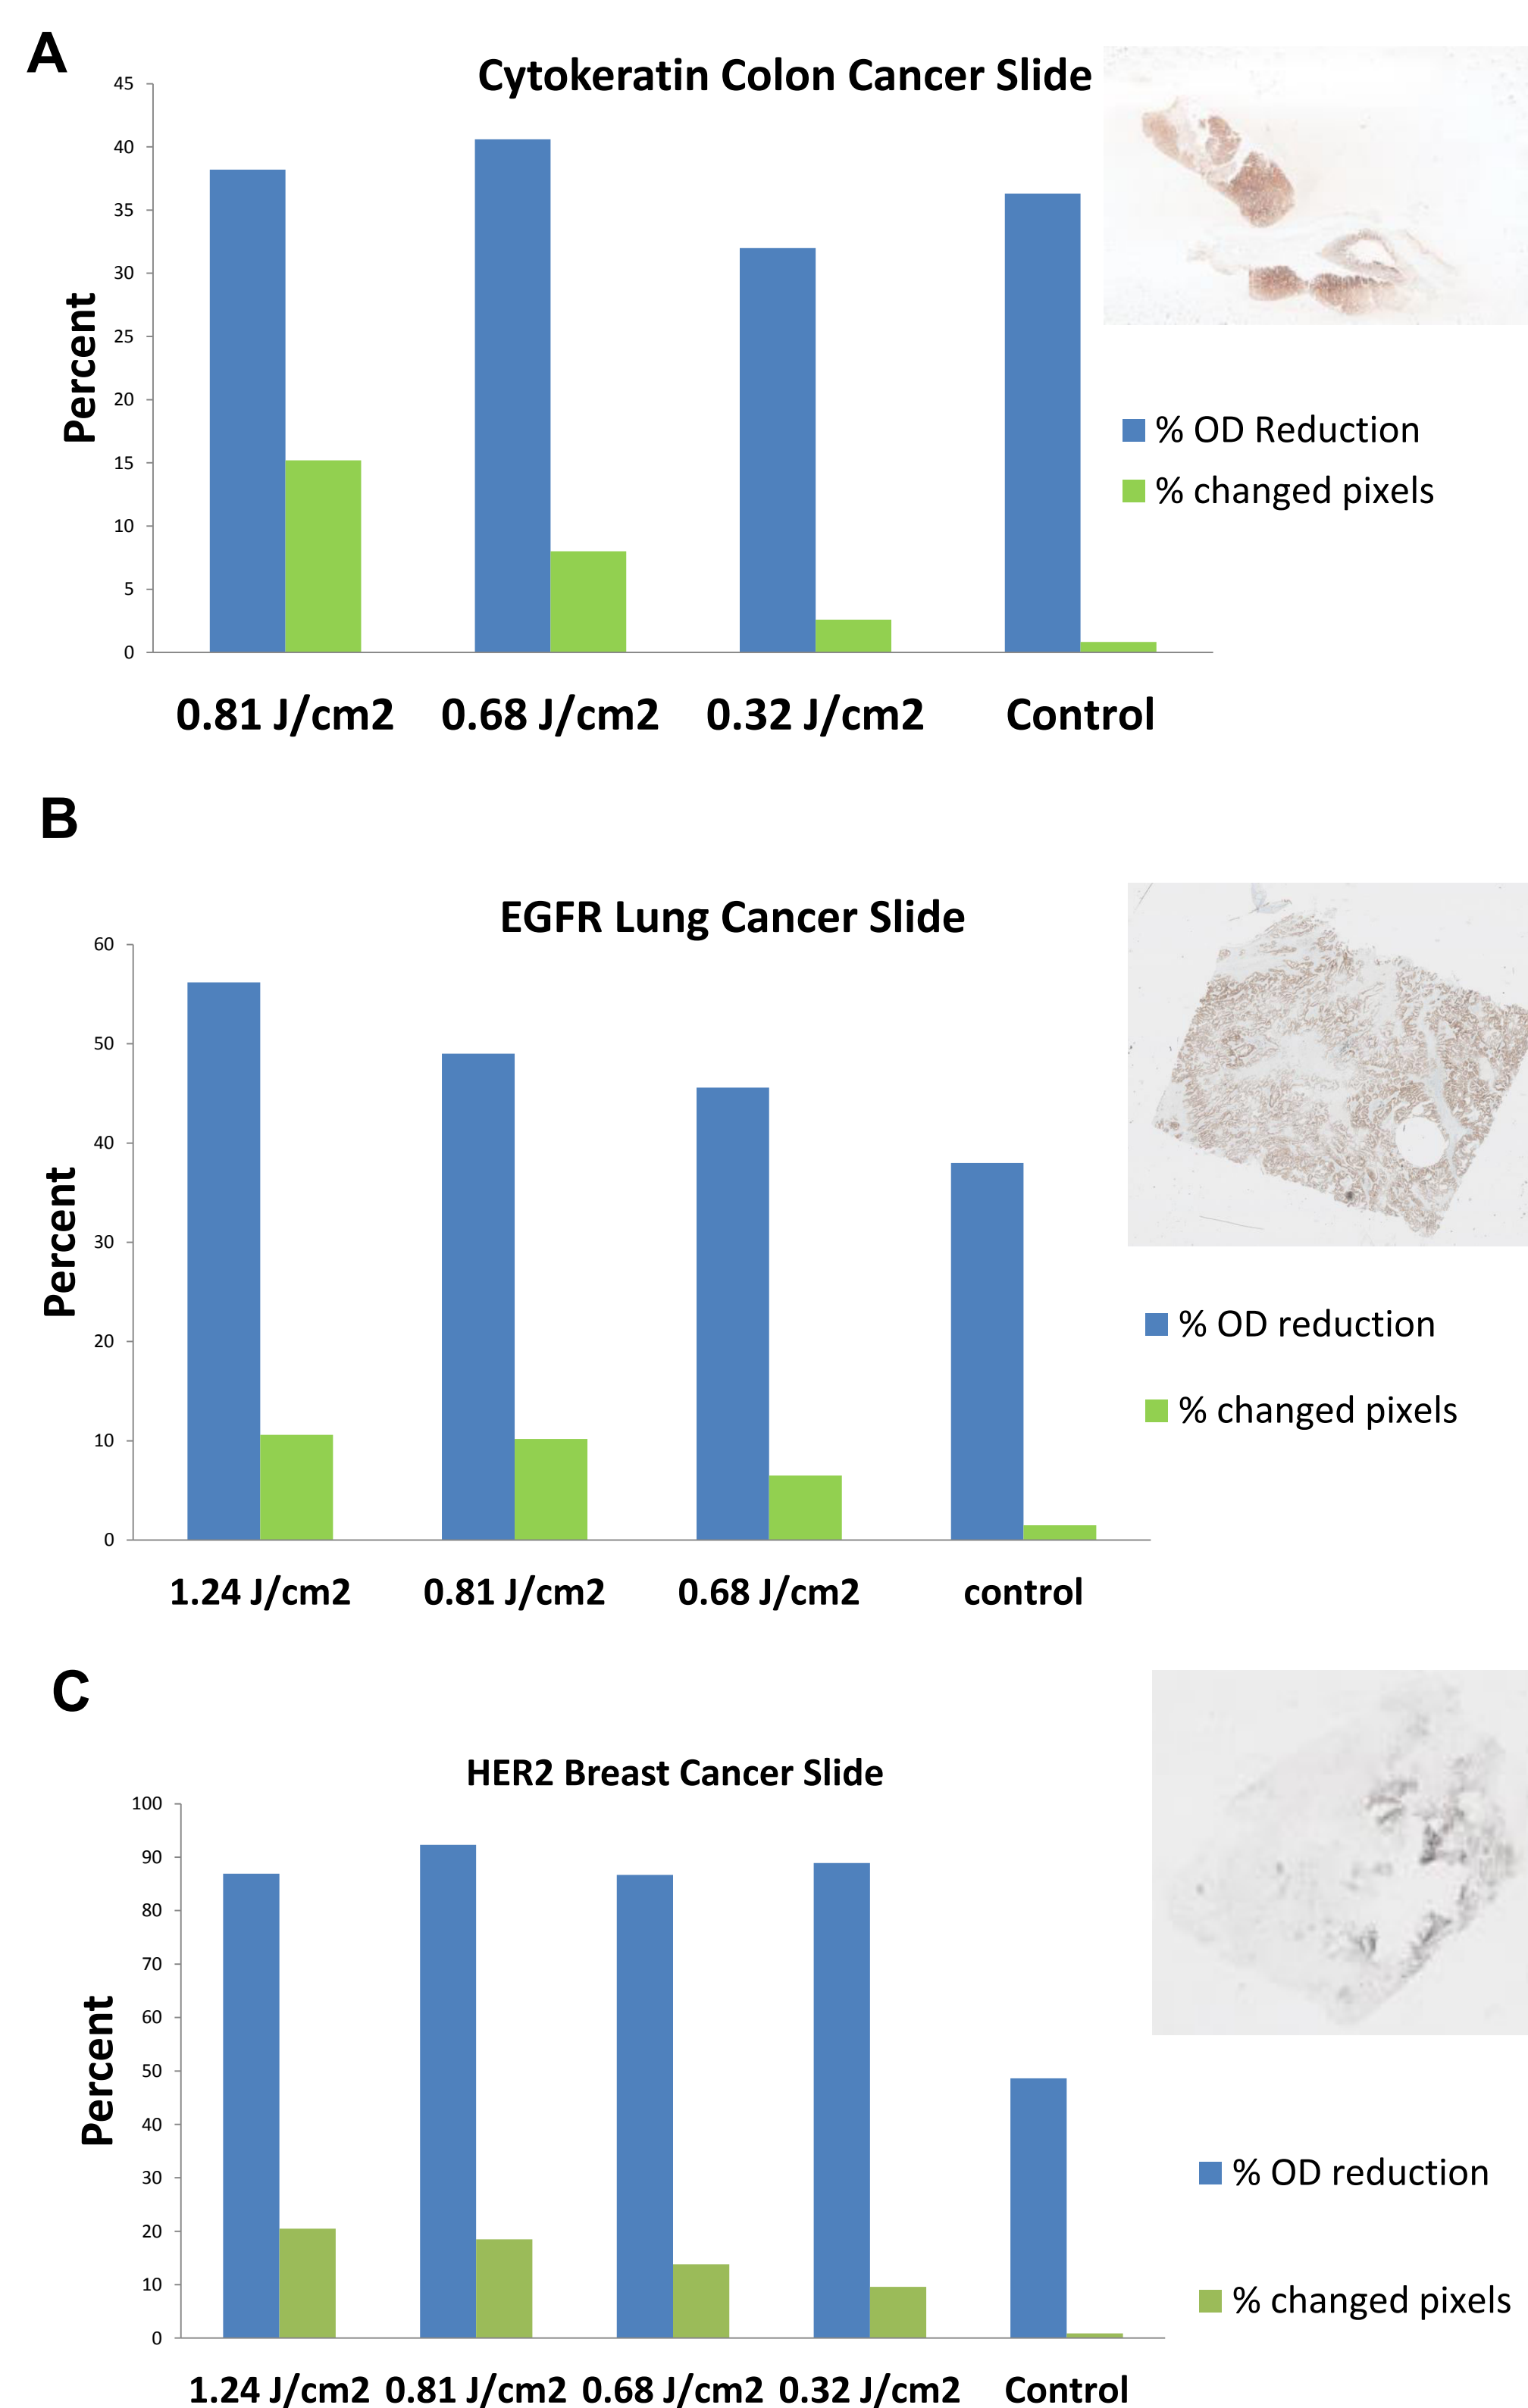 A
Cytokeratin Colon Cancer Slide
45
40
35
30
25
20
15
10
5
0
Percent
0.81 J/cm2 0.68 J/cm2 0.32 J/cm2 Control
% OD Reduction
% changed pixels
B
EGFR Lung Cancer Slide
60
50
40
30
20
10
0
Percent
1.24 J/cm2 0.81 J/cm2 0.68 J/cm2 control
% OD reduction
% changed pixels
C
HER2 Breast Cancer Slide
100
90
80
70
60
50
40
30
20
10
0
Percent
1.24 J/cm2 0.81 J/cm2 0.68 J/cm2 0.32 J/cm2 Control
% OD reduction
% changed pixels